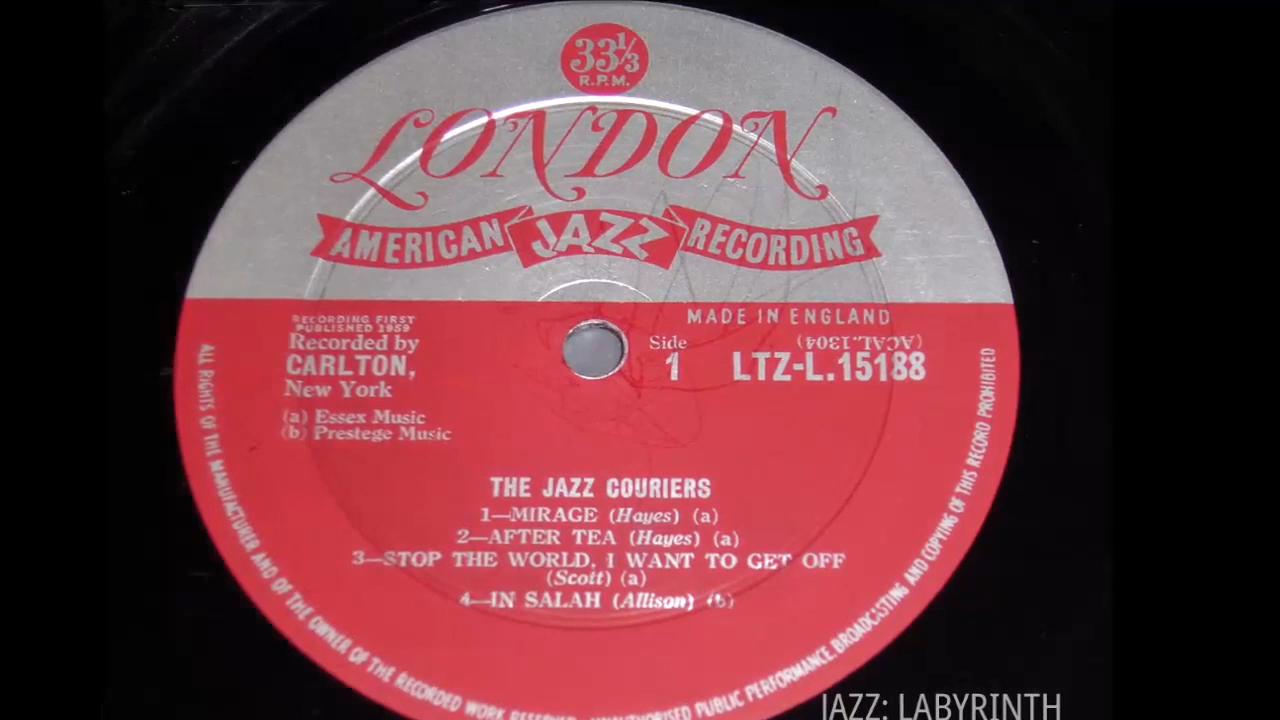 33⅓
R.P.M.
LONDON
AMERICAN JAZZ RECORDING
RECORDING FIRST
PUBLISHED 1959
Recorded by
CARLTON,
New York
(a) Essex Music
(b) Prestege Music
MADE IN ENGLAND
(ACAL.1304)
Side
1
LTZ-L.15188
THE JAZZ COURIERS
1—MIRAGE (Hayes) (a)
2—AFTER TEA (Hayes) (a)
3—STOP THE WORLD, I WANT TO GET OFF
(Scott) (a)
4—IN SALAH (Allison) (b)
ALL RIGHTS OF THE MANUFACTURER AND OF THE OWNER OF THE RECORDED WORK RESERVED. UNAUTHORISED PUBLIC PERFORMANCE, BROADCASTING AND COPYING OF THIS RECORD PROHIBITED
JAZZ: LABYRINTH